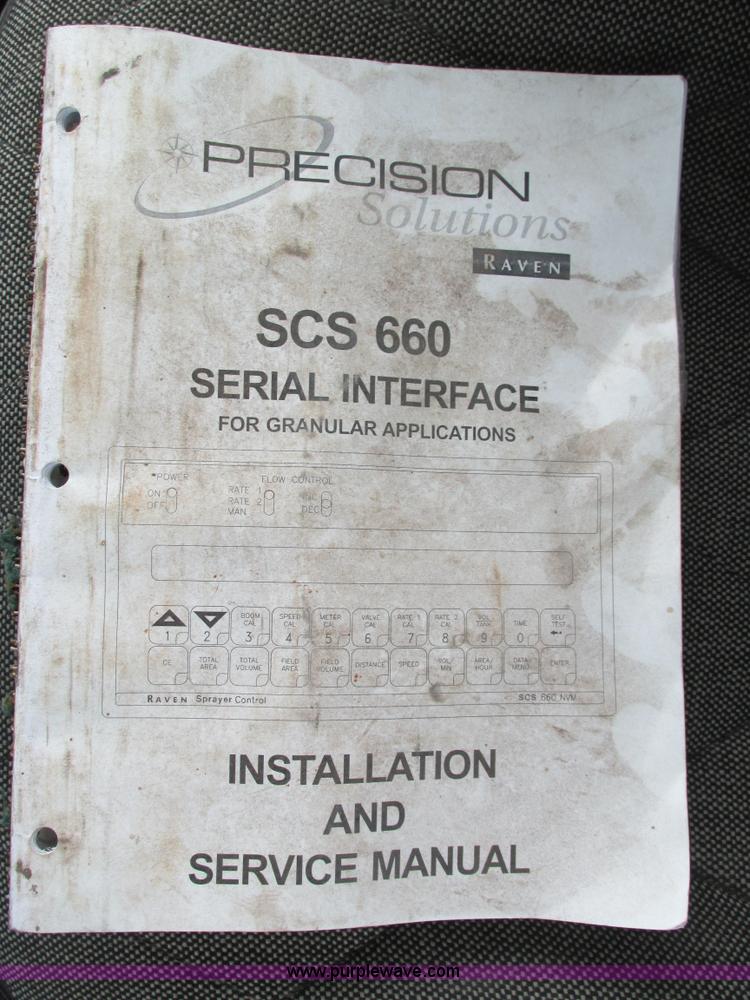 PRECISION
Solutions
RAVEN
SCS 660
SERIAL INTERFACE
FOR GRANULAR APPLICATIONS
POWER
FLOW CONTROL
ON
OFF
RATE 1
RATE 2
MAN
INC
DEC
1
2
BOOM CAL 3
SPEED CAL 4
METER CAL 5
VALVE CAL 6
RATE 1 CAL 7
RATE 2 CAL 8
VOL TANK 9
TIME 0
SELF TEST
CE
TOTAL AREA
TOTAL VOLUME
FIELD AREA
FIELD VOLUME
DISTANCE
SPEED
VOL/ MIN
AREA/ HOUR
DATA MENU
ENTER
RAVEN Sprayer Control
SCS 660 NVM
INSTALLATION
AND
SERVICE MANUAL
www.purplewave.com